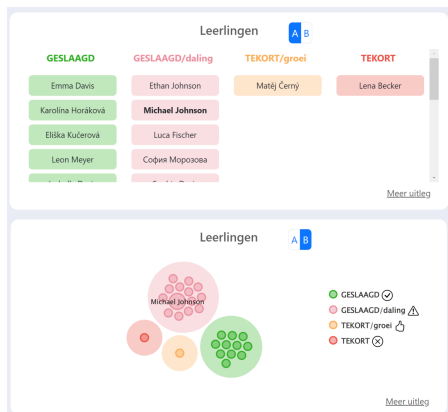 Leerlingen A B
GESLAAGD GESLAAGD/daling TEKORT/groei TEKORT
Emma Davis Ethan Johnson Matěj Černý Lena Becker
Karolína Horáková Michael Johnson
Eliška Kučerová Luca Fischer
Leon Meyer София Морозова
Meer uitleg
Leerlingen A B
Michael Johnson
GESLAAGD
GESLAAGD/daling
TEKORT/groei
TEKORT
Meer uitleg